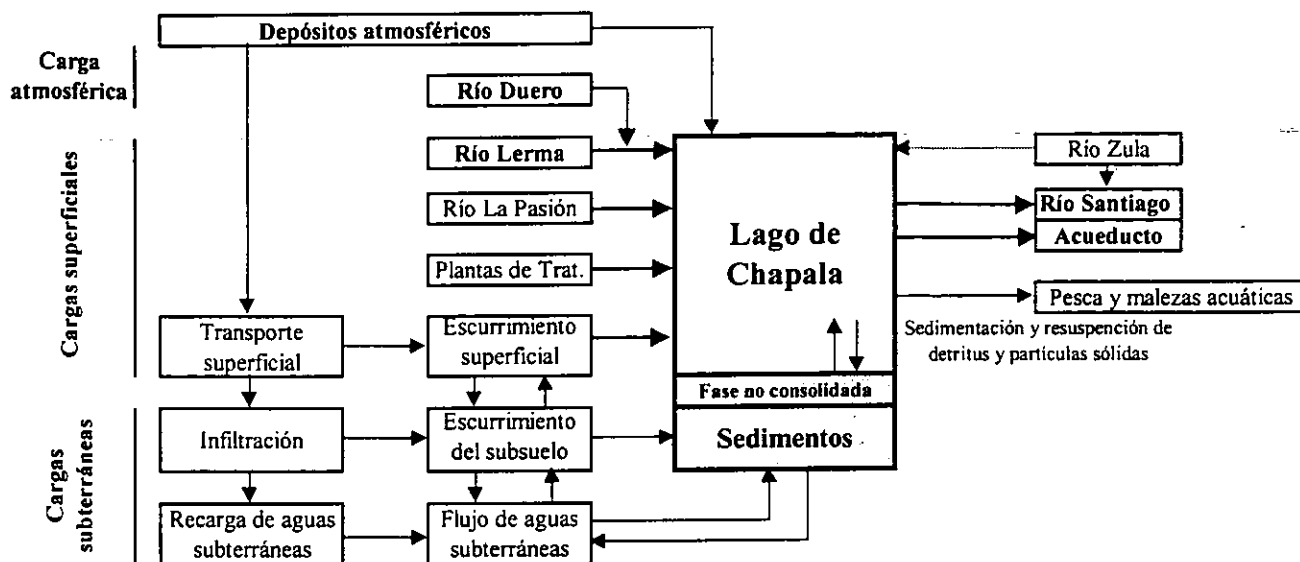 Depósitos atmosféricos
Carga
atmosférica
Río Duero
Río Lerma
Río La Pasión
Plantas de Trat.
Cargas superficiales
Transporte
superficial
Escurrimiento
superficial
Lago de
Chapala
Río Zula
Río Santiago
Acueducto
Pesca y malezas acuáticas
Sedimentación y resuspención de
detritus y partículas sólidas
Fase no consolidada
Sedimentos
Cargas
subterráneas
Infiltración
Escurrimiento
del subsuelo
Recarga de aguas
subterráneas
Flujo de aguas
subterráneas